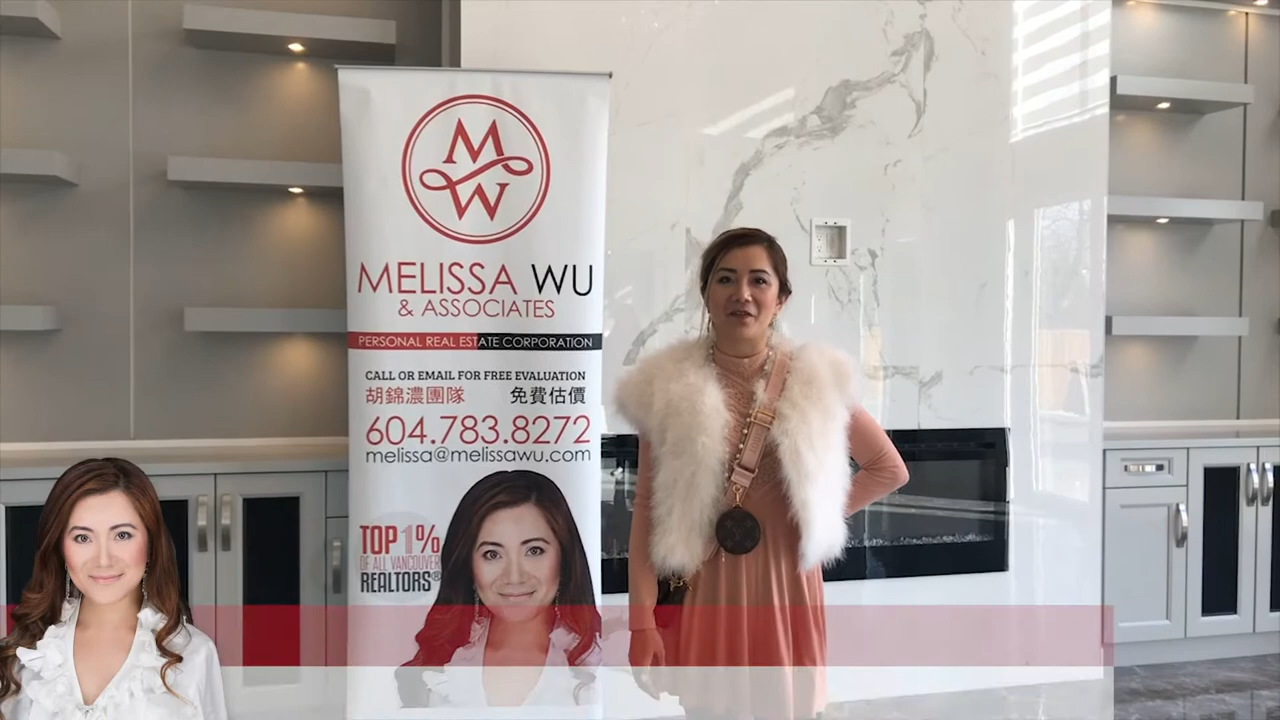 M
W
MELISSA WU
& ASSOCIATES
PERSONAL REAL ESTATE CORPORATION
CALL OR EMAIL FOR FREE EVALUATION
胡錦濃團隊 免費估價
604.783.8272
melissa@melissawu.com
TOP 1%
OF ALL VANCOUVER
REALTORS®